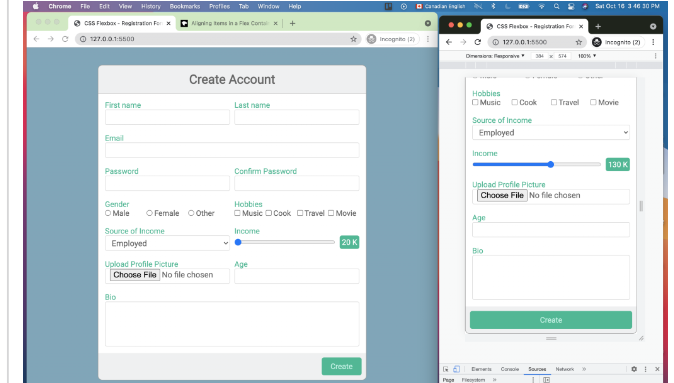 Chrome File Edit View History Bookmarks Profiles Tab Window Help
Canadian English Sat Oct 16 3 46 30 PM
CSS Flexbox - Registration For
Aligning items in a Flex Contain
127.0.0.1:5500
Incognito (2)
Create Account
First name Last name
Email
Password Confirm Password
Gender Hobbies
Male Female Other Music Cook Travel Movie
Source of Income Income
Employed 20 K
Upload Profile Picture Age
Choose File No file chosen
Bio
Create
CSS Flexbox - Registration For
127.0.0.1:5500 Incognito (2)
Dimensions: Responsive 384 x 574 100%
Hobbies
Music Cook Travel Movie
Source of Income
Employed
Income
130 K
Upload Profile Picture
Choose File No file chosen
Age
Bio
Create
Elements Console Sources Network
Page Filesystem